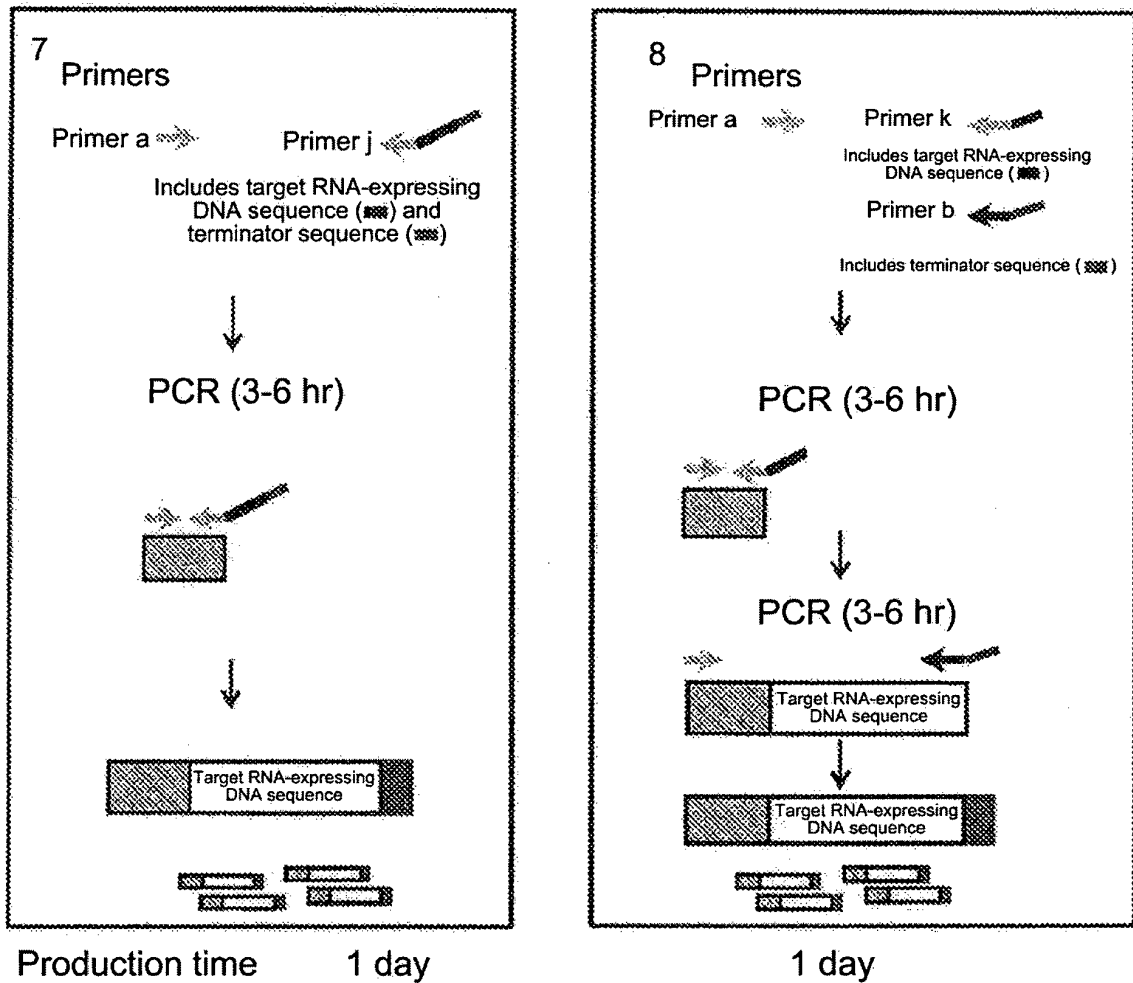 7
Primers
Primer a
Primer j
Includes target RNA-expressing
DNA sequence ( ) and
terminator sequence ( )
PCR (3-6 hr)
Target RNA-expressing
DNA sequence
Production time
1 day
8
Primers
Primer a
Primer k
Includes target RNA-expressing
DNA sequence ( )
Primer b
Includes terminator sequence ( )
PCR (3-6 hr)
PCR (3-6 hr)
Target RNA-expressing
DNA sequence
Target RNA-expressing
DNA sequence
1 day